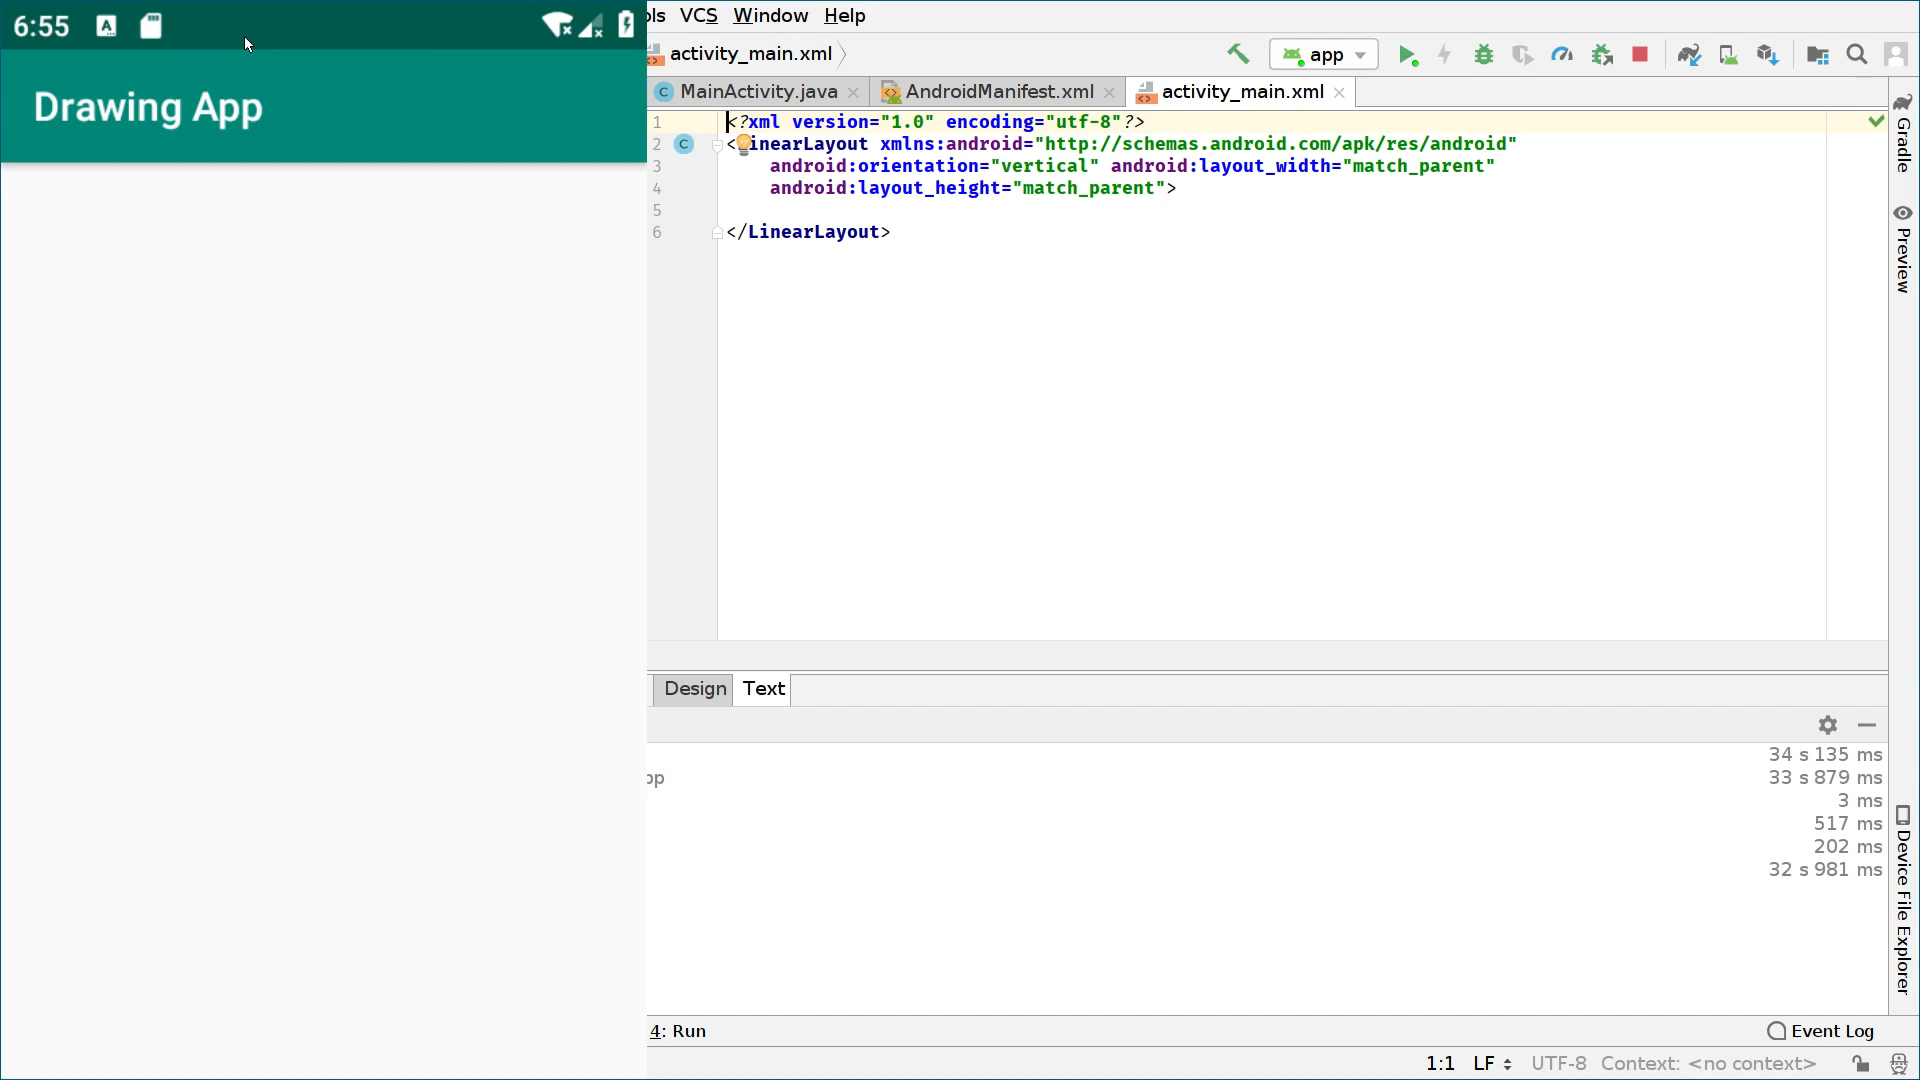 6:55
Drawing App
VCS Window Help
activity_main.xml
app
MainActivity.java
AndroidManifest.xml
activity_main.xml
1 <?xml version="1.0" encoding="utf-8"?>
2 <LinearLayout xmlns:android="http://schemas.android.com/apk/res/android"
3 android:orientation="vertical" android:layout_width="match_parent"
4 android:layout_height="match_parent">
5
6 </LinearLayout>
Design Text
34 s 135 ms
33 s 879 ms
3 ms
517 ms
202 ms
32 s 981 ms
4: Run
Event Log
1:1 LF UTF-8 Context: <no context>
Gradle
Preview
Device File Explorer